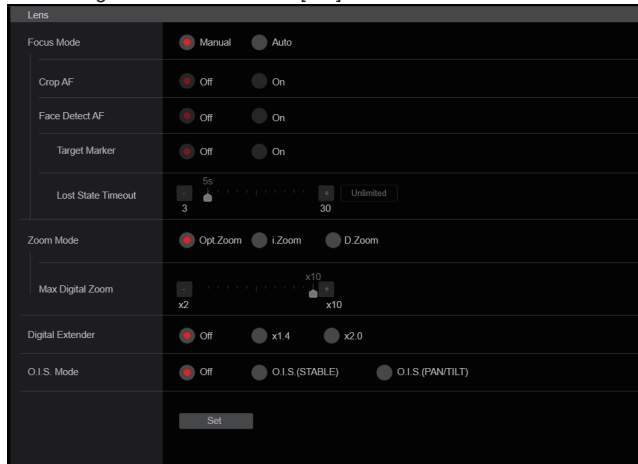 Lens
Focus Mode Manual Auto
Crop AF Off On
Face Detect AF Off On
Target Marker Off On
5s
Lost State Timeout - + Unlimited
3 30
Zoom Mode Opt.Zoom i.Zoom D.Zoom
x10
Max Digital Zoom - +
x2 x10
Digital Extender Off x1.4 x2.0
O.I.S. Mode Off O.I.S.(STABLE) O.I.S.(PAN/TILT)
Set